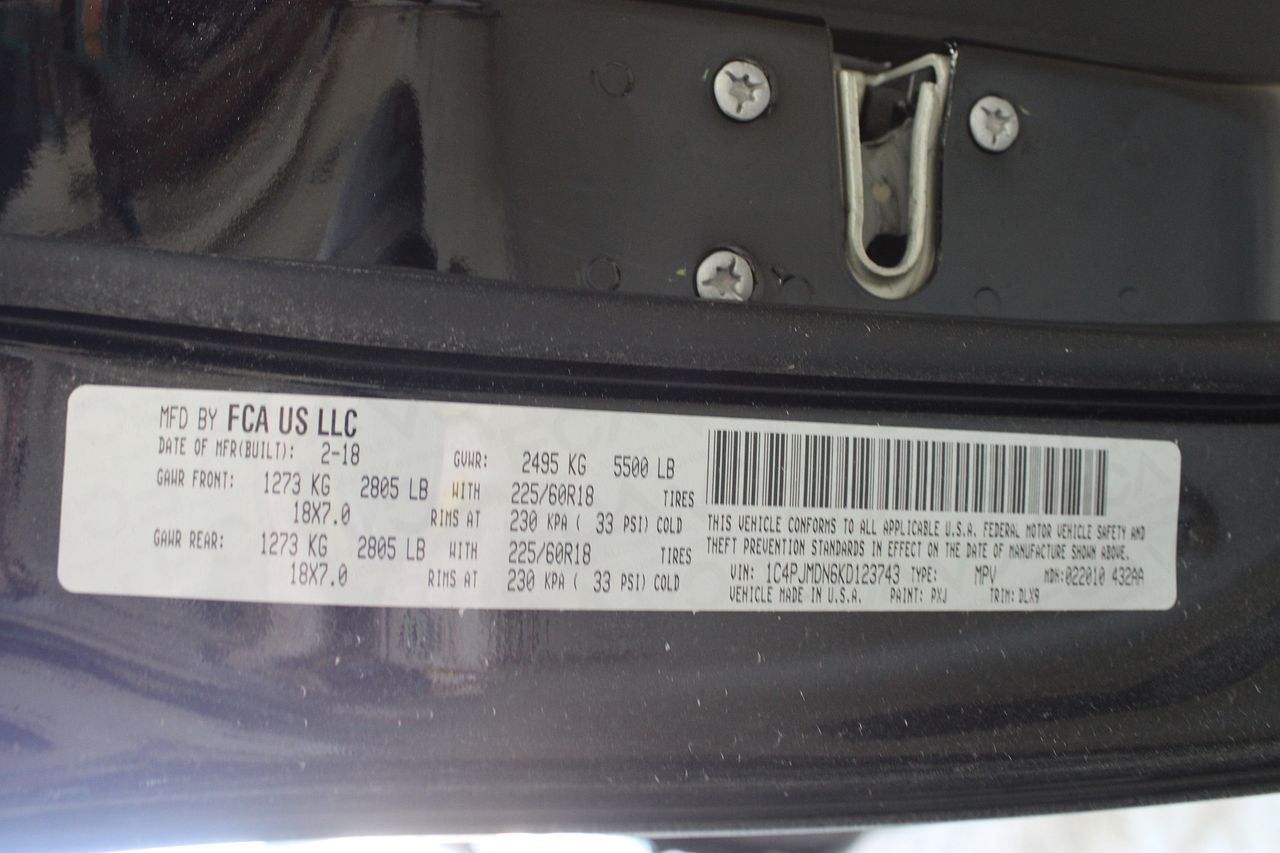 MFD BY FCA US LLC
DATE OF MFR(BUILT): 2-18 GVWR: 2495 KG 5500 LB
GAWR FRONT: 1273 KG 2805 LB WITH 225/60R18 TIRES
18X7.0 RIMS AT 230 KPA ( 33 PSI) COLD
GAWR REAR: 1273 KG 2805 LB WITH 225/60R18 TIRES
18X7.0 RIMS AT 230 KPA ( 33 PSI) COLD
THIS VEHICLE CONFORMS TO ALL APPLICABLE U.S.A. FEDERAL MOTOR VEHICLE SAFETY AND
THEFT PREVENTION STANDARDS IN EFFECT ON THE DATE OF MANUFACTURE SHOWN ABOVE.
VIN: 1C4PJMDN6KD123743 TYPE: MPV MDH:022010 432AA
VEHICLE MADE IN U.S.A. PAINT: PXJ TRIM: DLX9